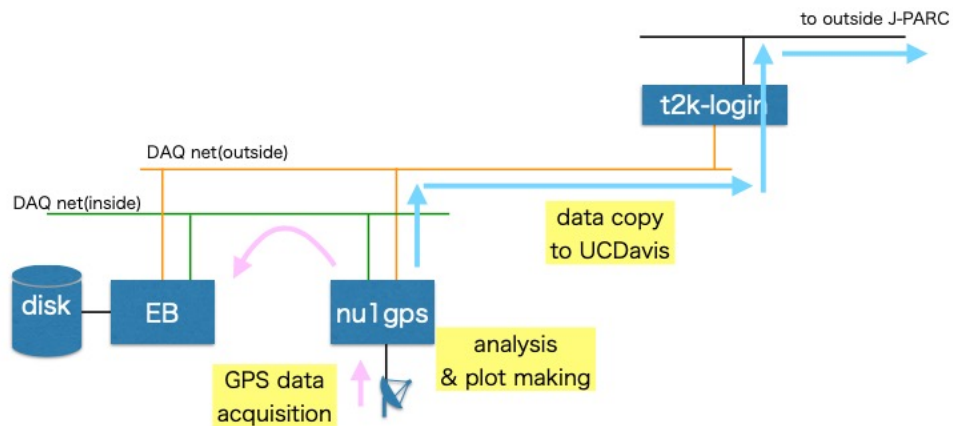 to outside J-PARC
t2k-login
DAQ net(outside)
DAQ net(inside)
data copy
to UCDavis
disk
EB
nu1gps
analysis
& plot making
GPS data
acquisition